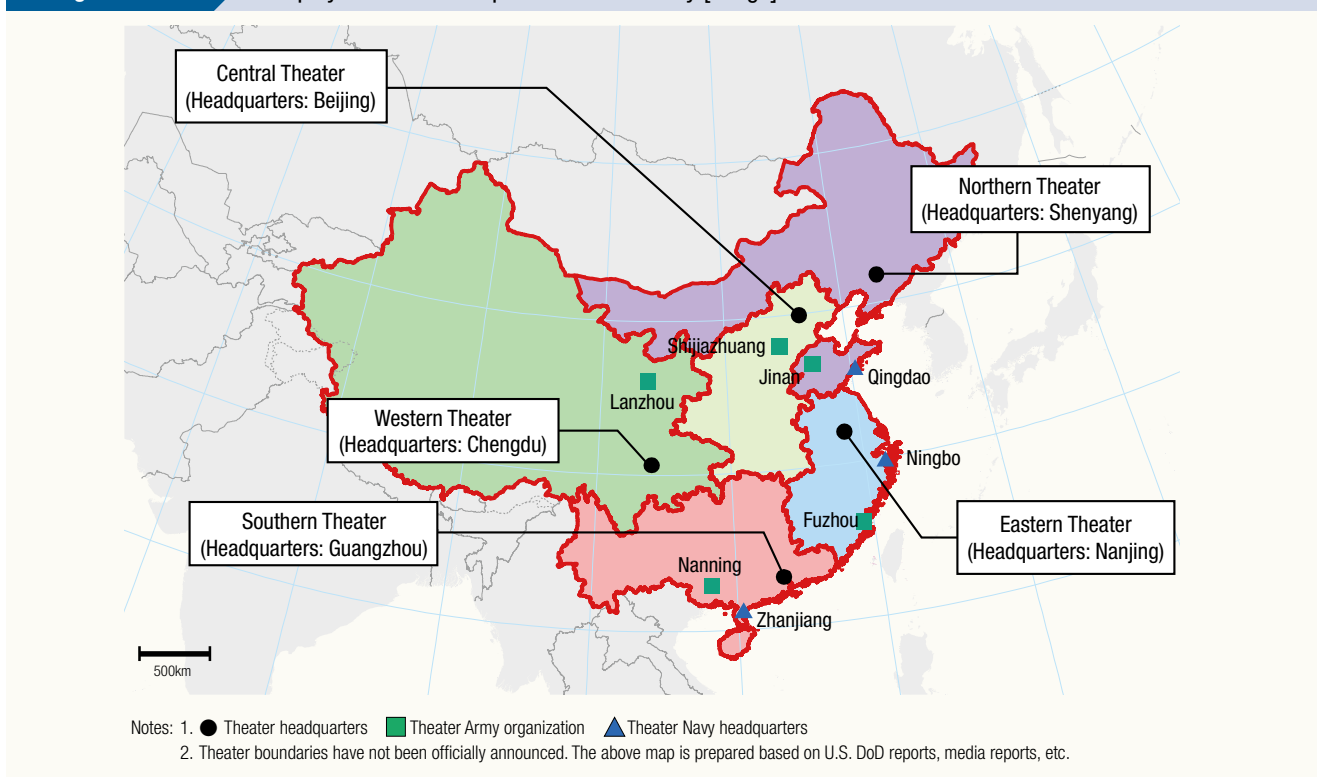 Central Theater
(Headquarters: Beijing)
Northern Theater
(Headquarters: Shenyang)
Shijiazhuang
Jinan
Qingdao
Lanzhou
Western Theater
(Headquarters: Chengdu)
Ningbo
Southern Theater
(Headquarters: Guangzhou)
Fuzhou
Eastern Theater
(Headquarters: Nanjing)
Nanning
Zhanjiang
500km
Notes: 1. Theater headquarters Theater Army organization Theater Navy headquarters
2. Theater boundaries have not been officially announced. The above map is prepared based on U.S. DoD reports, media reports, etc.